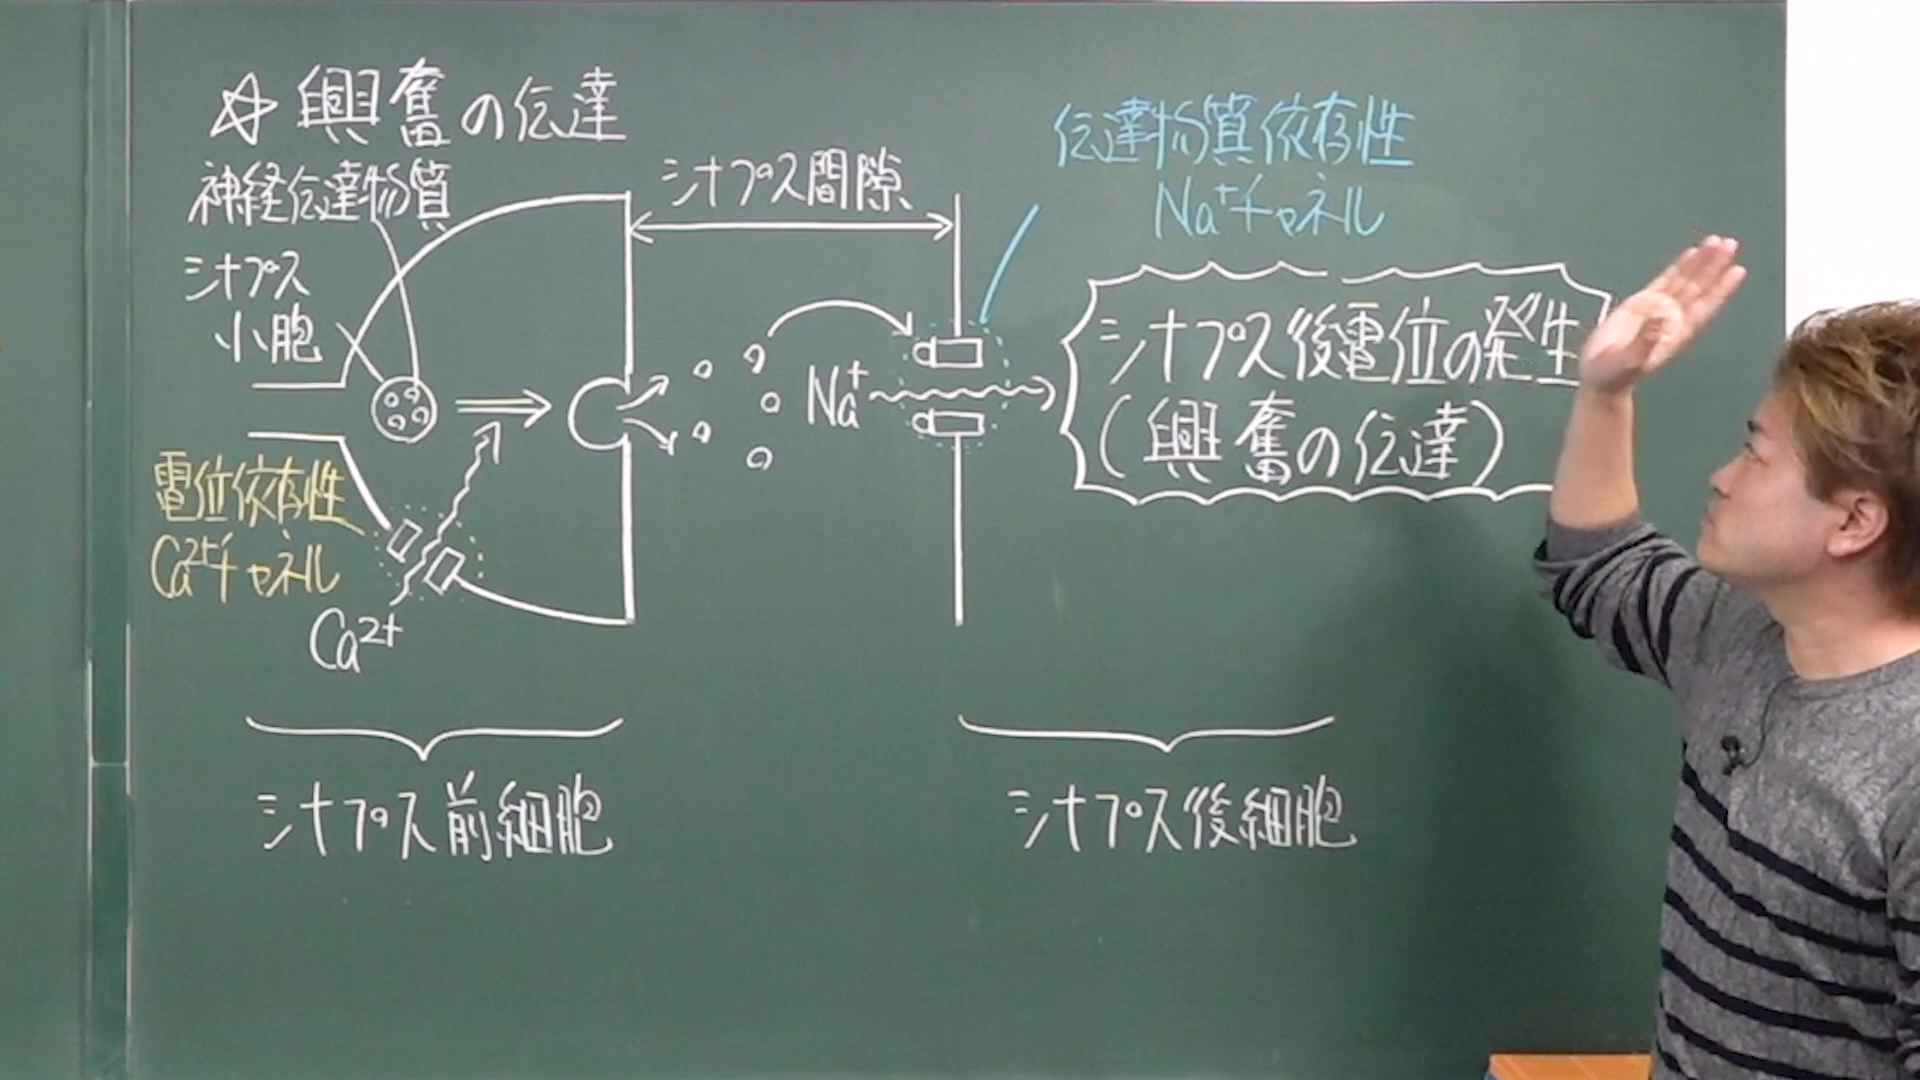 ☆興奮の伝達
神経伝達物質
シナプス
小胞
シナプス間隙
伝達物質依存性
Na⁺チャネル
Na⁺
シナプス後電位の発生
(興奮の伝達)
電位依存性
Ca²⁺チャネル
Ca²⁺
シナプス前細胞
シナプス後細胞